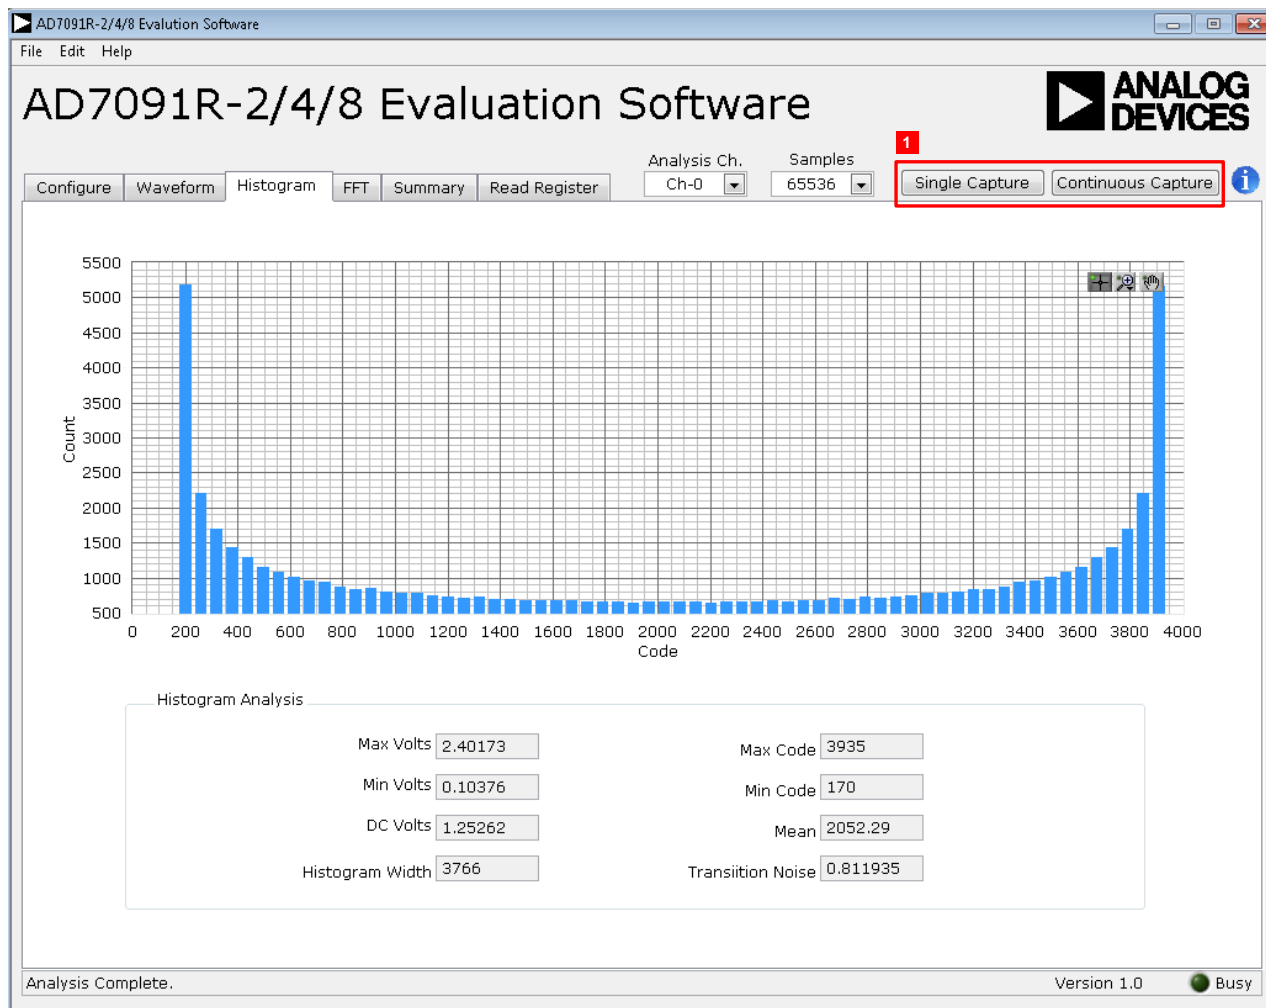 AD7091R-2/4/8 Evalution Software
File Edit Help
AD7091R-2/4/8 Evaluation Software
ANALOG
DEVICES
1
Analysis Ch. Samples
Configure Waveform Histogram FFT Summary Read Register Ch-0 65536 Single Capture Continuous Capture i
5500
5000
4500
4000
3500
3000
2500
2000
1500
1000
500
Count
0 200 400 600 800 1000 1200 1400 1600 1800 2000 2200 2400 2600 2800 3000 3200 3400 3600 3800 4000
Code
Histogram Analysis
Max Volts 2.40173 Max Code 3935
Min Volts 0.10376 Min Code 170
DC Volts 1.25262 Mean 2052.29
Histogram Width 3766 Transiition Noise 0.811935
Analysis Complete. Version 1.0 Busy